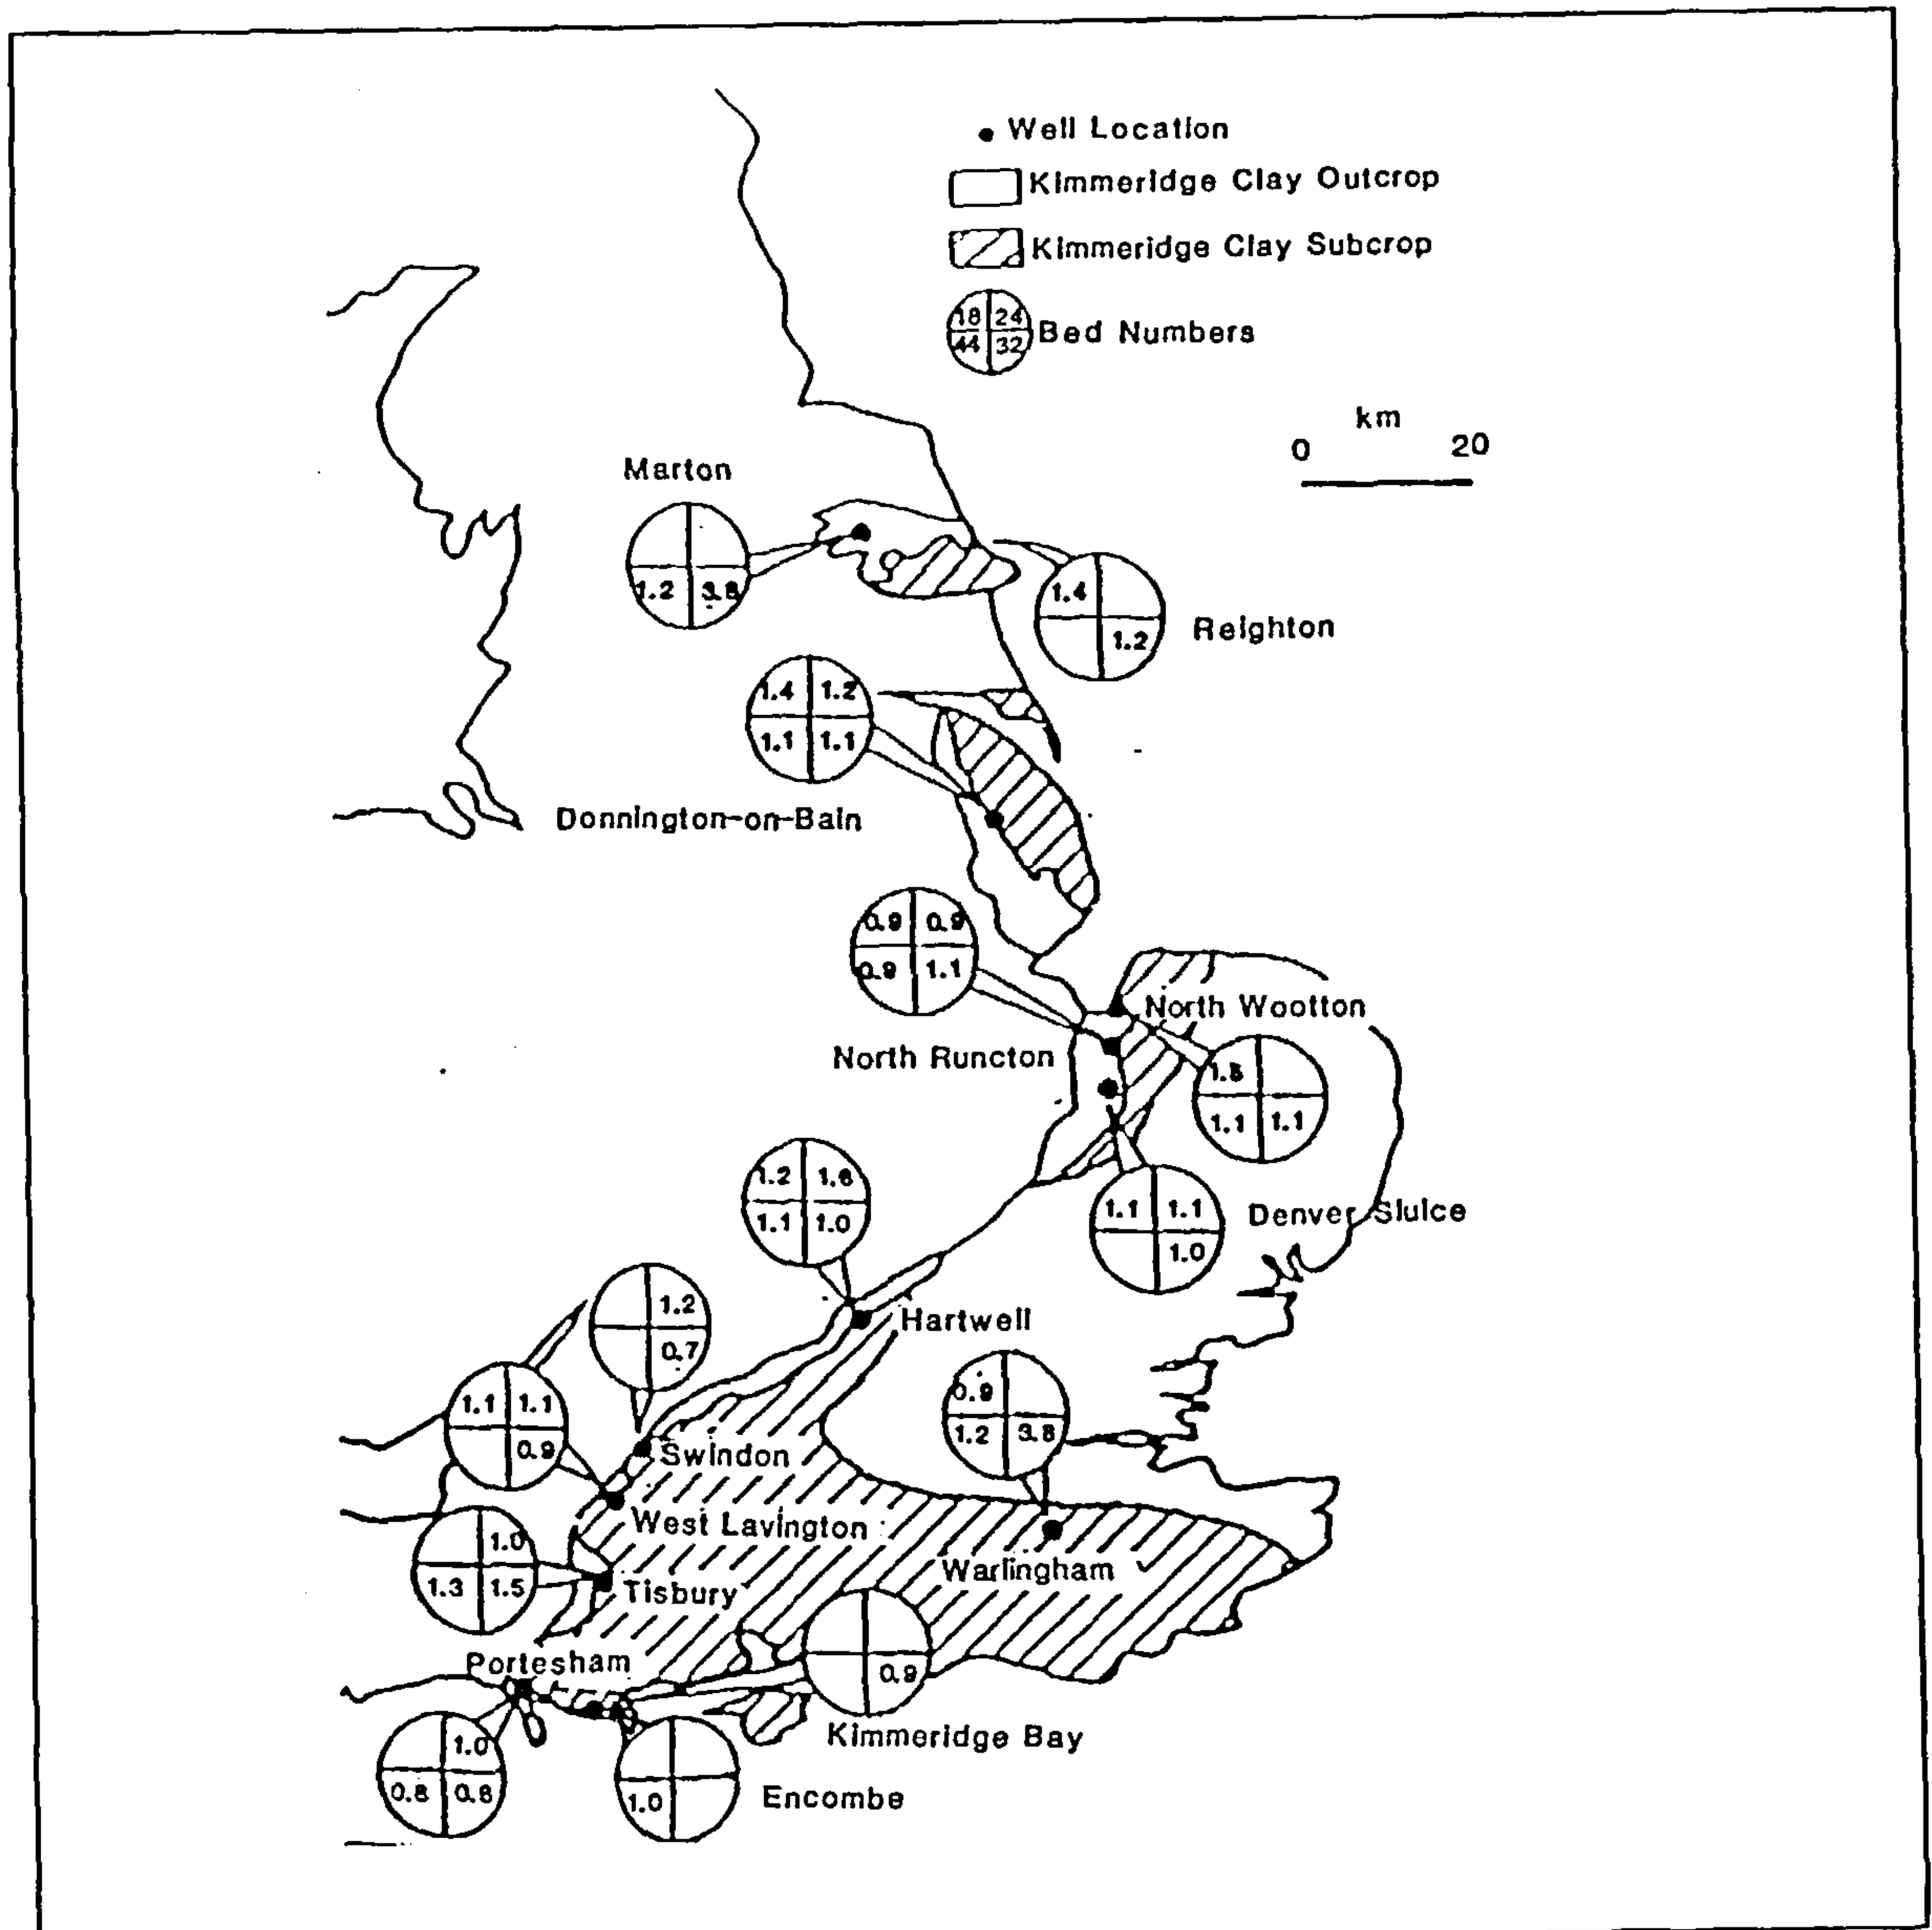 Well Location
Kimmeridge Clay Outcrop
Kimmeridge Clay Subcrop
18 24
44 32
Bed Numbers
km
0 20
Marton
1.2 3.8
1.4
1.2
Reighton
1.4 1.2
1.1 1.1
Donnington-on-Bain
0.9 0.9
0.9 1.1
North Wootton
North Runcton
1.1 1.1
1.2 1.6
1.1 1.0
1.1 1.1
1.0
Denver Sluice
Hartwell
1.2
0.7
1.1 1.1
0.9
0.9
1.2 3.8
Swindon
West Lavington
1.0
1.3 1.5
Tisbury
Warlingham
Portesham
0.9
Kimmeridge Bay
1.0
0.8
1.0
Encombe